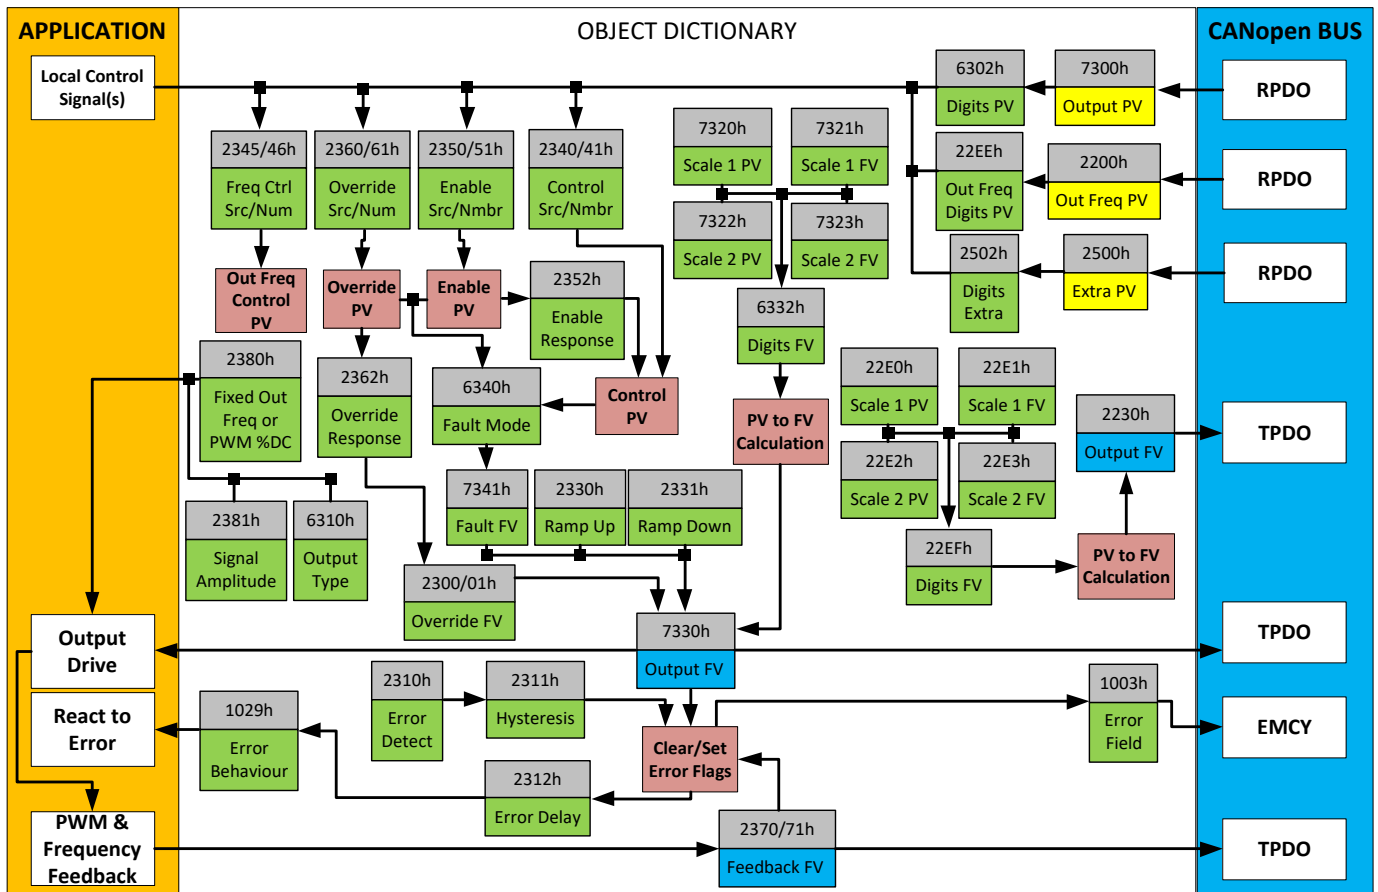 APPLICATION
OBJECT DICTIONARY
CANopen BUS
Local Control
Signal(s)
6302h
Digits PV
7300h
Output PV
RPDO
2345/46h
Freq Ctrl
Src/Num
2360/61h
Override
Src/Num
2350/51h
Enable
Src/Nmbr
2340/41h
Control
Src/Nmbr
7320h
Scale 1 PV
7321h
Scale 1 FV
7322h
Scale 2 PV
7323h
Scale 2 FV
22EEh
Out Freq
Digits PV
2200h
Out Freq PV
RPDO
2502h
Digits
Extra
2500h
Extra PV
RPDO
Out Freq
Control
PV
Override
PV
Enable
PV
2352h
Enable
Response
6332h
Digits FV
2380h
Fixed Out
Freq or
PWM %DC
2362h
Override
Response
6340h
Fault Mode
Control
PV
PV to FV
Calculation
22E0h
Scale 1 PV
22E1h
Scale 1 FV
22E2h
Scale 2 PV
22E3h
Scale 2 FV
2230h
Output FV
TPDO
2381h
Signal
Amplitude
6310h
Output
Type
7341h
Fault FV
2330h
Ramp Up
2331h
Ramp Down
22EFh
Digits FV
PV to FV
Calculation
2300/01h
Override FV
Output
Drive
7330h
Output FV
TPDO
React to
Error
1029h
Error
Behaviour
2310h
Error
Detect
2311h
Hysteresis
Clear/Set
Error Flags
1003h
Error
Field
EMCY
2312h
Error Delay
PWM &
Frequency
Feedback
2370/71h
Feedback FV
TPDO